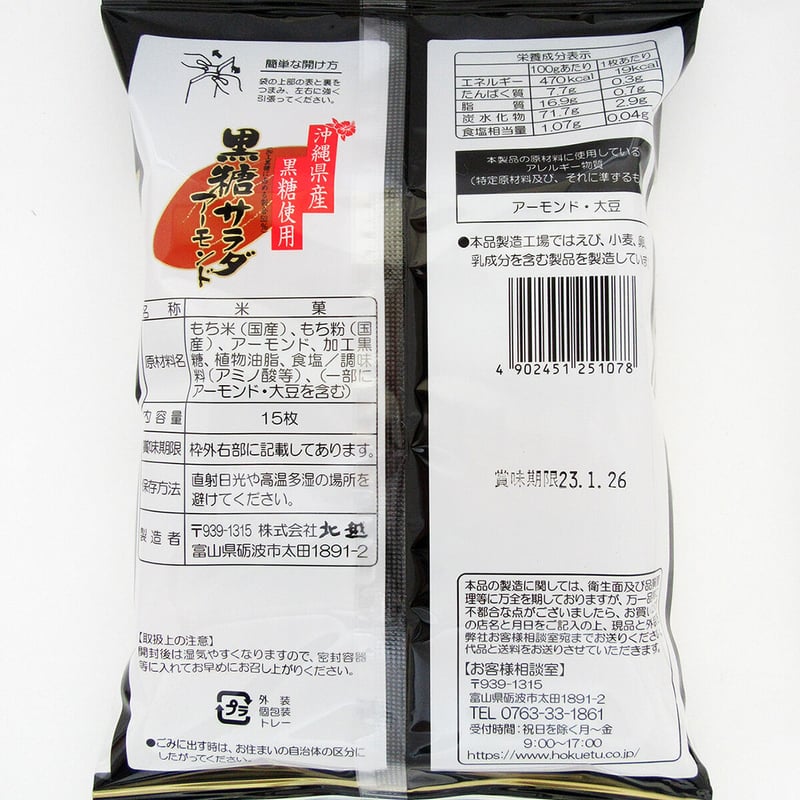 簡単な開け方
袋の上部の表と裏を
つまみ、左右に強く
引張ってください。
沖縄県産
黒糖使用
黒糖サラダ
アーモンド
名称 米菓
原材料名 もち米(国産)、もち粉(国
産)、アーモンド、加工黒
糖、植物油脂、食塩/調味
料(アミノ酸等)、(一部に
アーモンド・大豆を含む)
内容量 15枚
賞味期限 枠外右部に記載してあります。
保存方法 直射日光や高温多湿の場所を
避けてください。
製造者 〒939-1315 株式会社北越
富山県砺波市太田1891-2
【取扱上の注意】
開封後は湿気やすくなりますので、密封容器
等に入れてお早めにお召し上がりください。
プラ
外装
個包装
トレー
●ごみに出す時は、お住まいの自治体の区分に
したがってください。
栄養成分表示
100gあたり 1枚あたり
エネルギー 470kcal 19kcal
たんぱく質 7.7g 0.3g
脂質 16.9g 0.7g
炭水化物 71.7g 2.9g
食塩相当量 1.07g 0.04g
本製品の原材料に使用している
アレルギー物質
(特定原材料及び、それに準ずるも
アーモンド・大豆
●本品製造工場ではえび、小麦、卵、
乳成分を含む製品を製造していま
4 902451 251078
賞味期限23.1.26
本品の製造に関しては、衛生面及び品質
理等に万全を期しておりますが、万一品
不都合な点がございましたら、お買い
の店名と月日をご記入の上、現品と外
弊社お客様相談室宛までお送りくださ
代品と送料をお送りさせていただきます。
【お客様相談室】
〒939-1315
富山県砺波市太田1891-2
TEL 0763-33-1861
受付時間:祝日を除く月~金
9:00~17:00
https://www.hokuetu.co.jp/